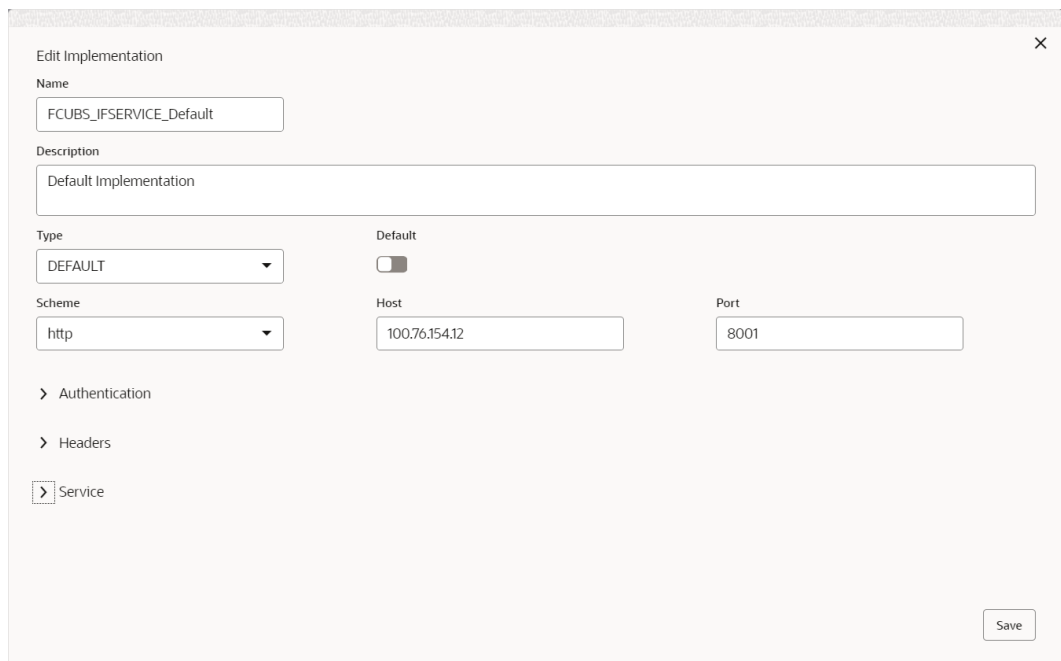 Edit Implementation
Name
FCUBS_IFSERVICE_Default
Description
Default Implementation
Type
Default
DEFAULT
Scheme
Host
Port
http
100.76.154.12
8001
Authentication
Headers
Service
Save